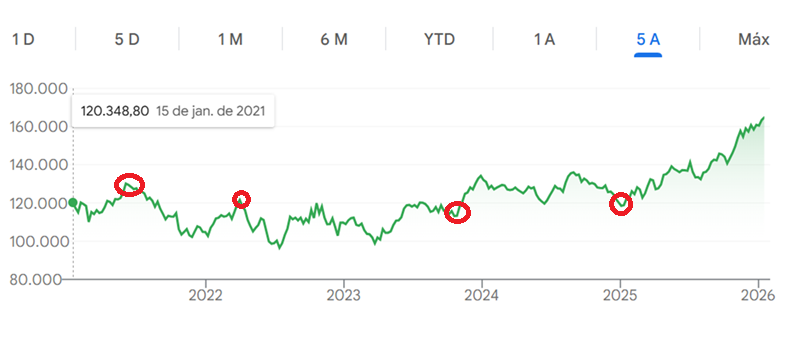 1 D 5 D 1 M 6 M YTD 1 A 5 A Máx
180.000
120.348,80 15 de jan. de 2021
160.000
140.000
120.000
100.000
80.000
2022 2023 2024 2025 2026